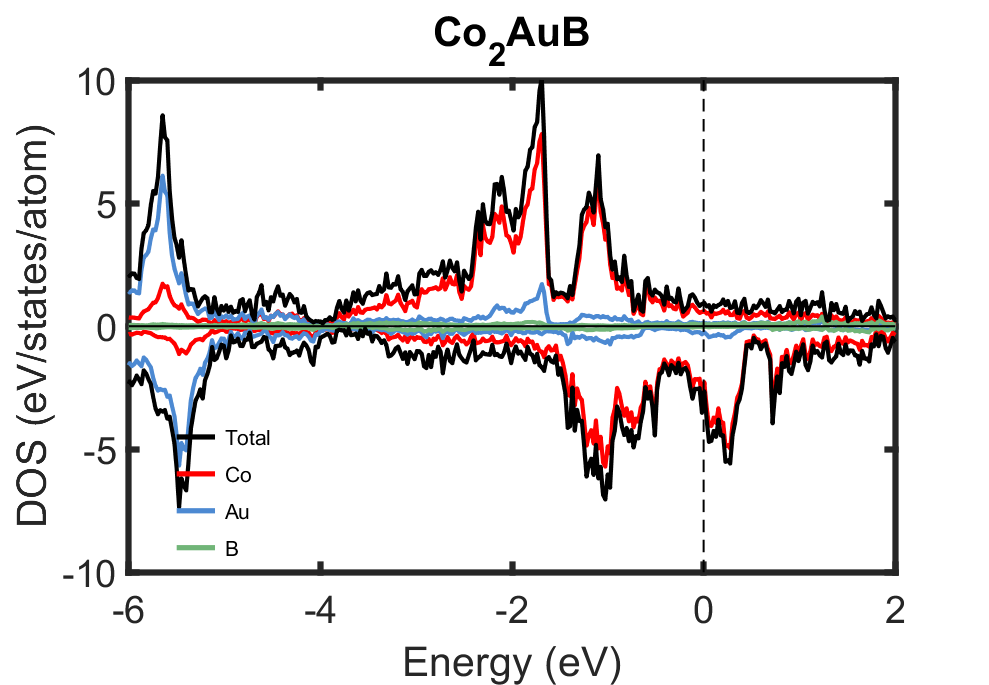 Co2AuB
DOS (eV/states/atom)
10
5
0
-5
-10
Total
Co
Au
B
-6 -4 -2 0 2
Energy (eV)